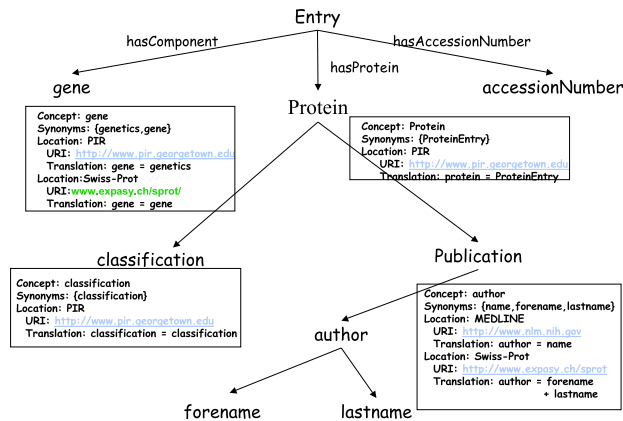 Entry
hasComponent
hasAccessionNumber
hasProtein
gene
accessionNumber
Protein
Concept: gene
Synonyms: {genetics,gene}
Location: PIR
URI: http://www.pir.georgetown.edu
Translation: gene = genetics
Location:Swiss-Prot
URI:www.expasy.ch/sprot/
Translation: gene = gene
Concept: Protein
Synonyms: {ProteinEntry}
Location: PIR
URI: http://www.pir.georgetown.edu
Translation: protein = ProteinEntry
classification
Publication
Concept: classification
Synonyms: {classification}
Location: PIR
URI: http://www.pir.georgetown.edu
Translation: classification = classification
Concept: author
Synonyms: {name,forename,lastname}
Location: MEDLINE
URI: http://www.nlm.nih.gov
Translation: author = name
Location: Swiss-Prot
URI: http://www.expasy.ch/sprot
Translation: author = forename
+ lastname
author
forename
lastname